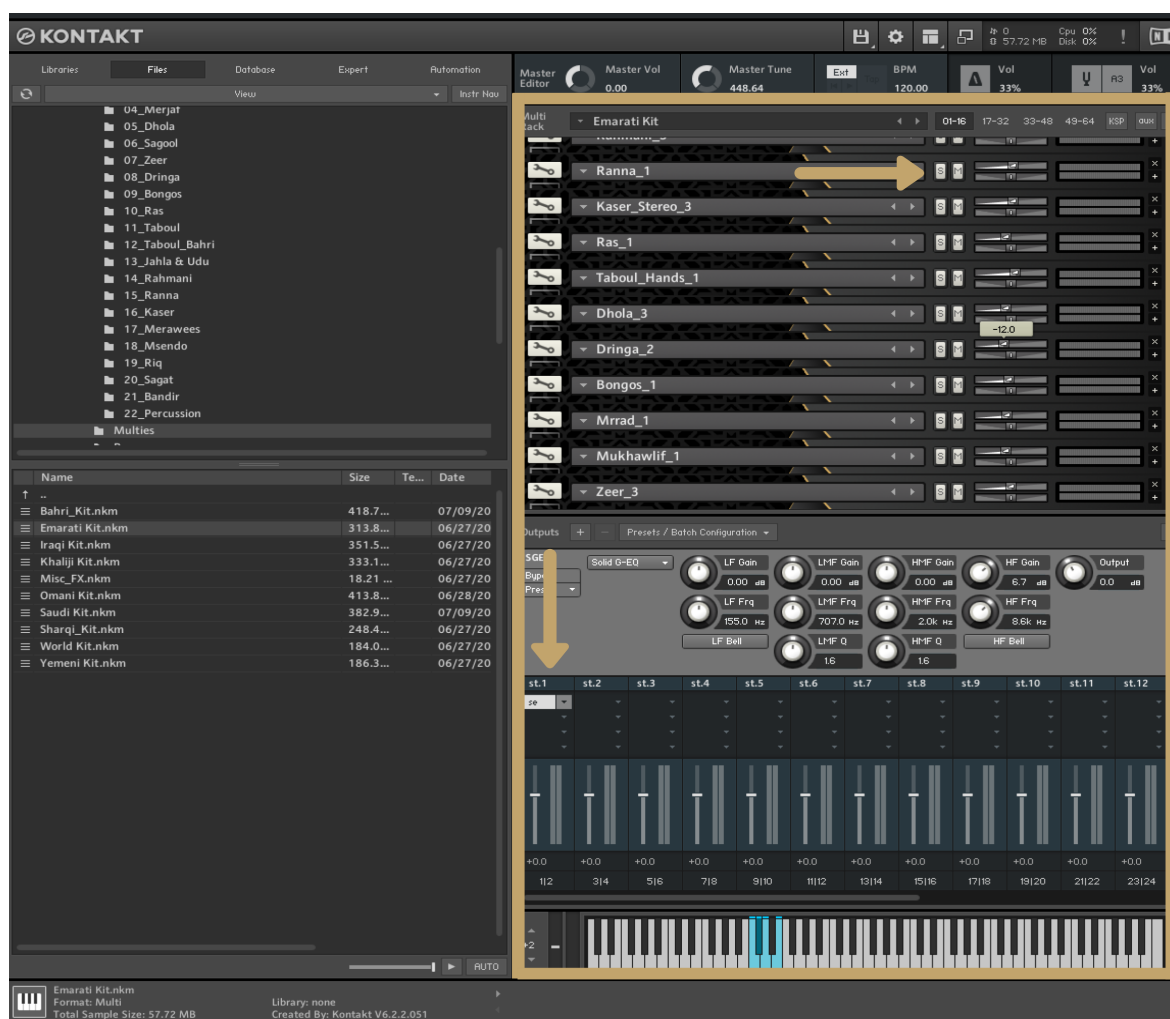 KONTAKT
0
57.72 MB
Cpu 0%
Disk 0%
!
Libraries Files Database Expert Automation
View
Instr Nav
Master Editor
Master Vol
0.00
Master Tune
448.64
Ext
BPM
120.00
Vol
33%
A3
Vol
33%
04_Merjaf
05_Dhola
06_Sagool
07_Zeer
08_Dringa
09_Bongos
10_Ras
11_Taboul
12_Taboul_Bahri
13_Jahla & Udu
14_Rahmani
15_Ranna
16_Kaser
17_Merawees
18_Msendo
19_Riq
20_Sagat
21_Bandir
22_Percussion
Multies
Name Size Te... Date
..
Bahri_Kit.nkm 418.7... 07/09/20
Emarati Kit.nkm 313.8... 06/27/20
Iraqi Kit.nkm 351.5... 06/27/20
Khaliji Kit.nkm 333.1... 06/27/20
Misc_FX.nkm 18.21 ... 06/27/20
Omani Kit.nkm 413.8... 06/28/20
Saudi Kit.nkm 382.9... 07/09/20
Sharqi_Kit.nkm 248.4... 06/27/20
World Kit.nkm 184.0... 06/27/20
Yemeni Kit.nkm 186.3... 06/27/20
AUTO
Emarati Kit 01-16 17-32 33-48 49-64 KSP aux
Ranna_1 S M
Kaser_Stereo_3 S M
Ras_1 S M
Taboul_Hands_1 S M
Dhola_3 S M
-12.0
Dringa_2 S M
Bongos_1 S M
Mrrad_1 S M
Mukhawlif_1 S M
Zeer_3 S M
Presets / Batch Configuration
Solid G-EQ
LF Gain LMF Gain HMF Gain HF Gain Output
0.00 dB 0.00 dB 0.00 dB 6.7 dB 0.0 dB
LF Frq LMF Frq HMF Frq HF Frq
155.0 Hz 707.0 Hz 2.0k Hz 8.6k Hz
LF Bell LMF Q HMF Q HF Bell
1.6 1.6
st.1 st.2 st.3 st.4 st.5 st.6 st.7 st.8 st.9 st.10 st.11 st.12
se
+0.0 +0.0 +0.0 +0.0 +0.0 +0.0 +0.0 +0.0 +0.0 +0.0 +0.0 +0.0
1|2 3|4 5|6 7|8 9|10 11|12 13|14 15|16 17|18 19|20 21|22 23|24
+2
Emarati Kit.nkm
Format: Multi Library: none
Total Sample Size: 57.72 MB Created By: Kontakt V6.2.2.051